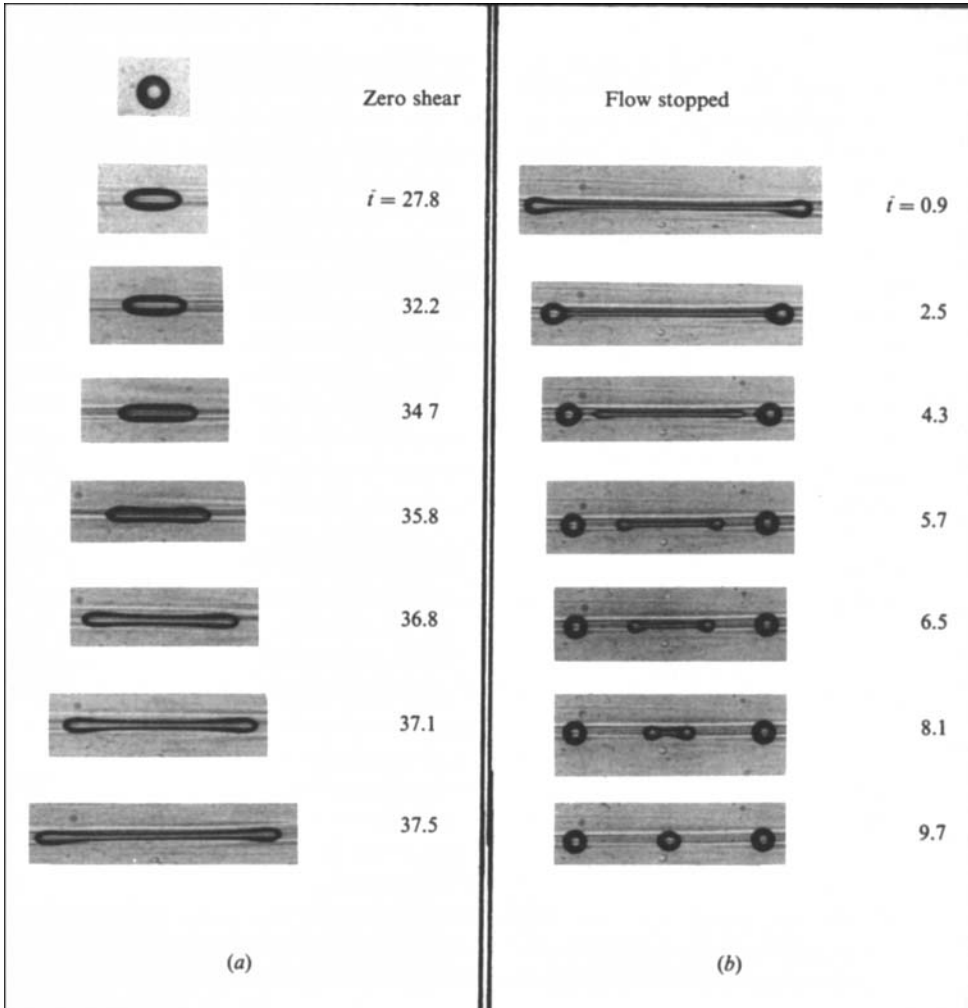 Zero shear
t̄ = 27.8
32.2
34 7
35.8
36.8
37.1
37.5
(a)
Flow stopped
t̄ = 0.9
2.5
4.3
5.7
6.5
8.1
9.7
(b)